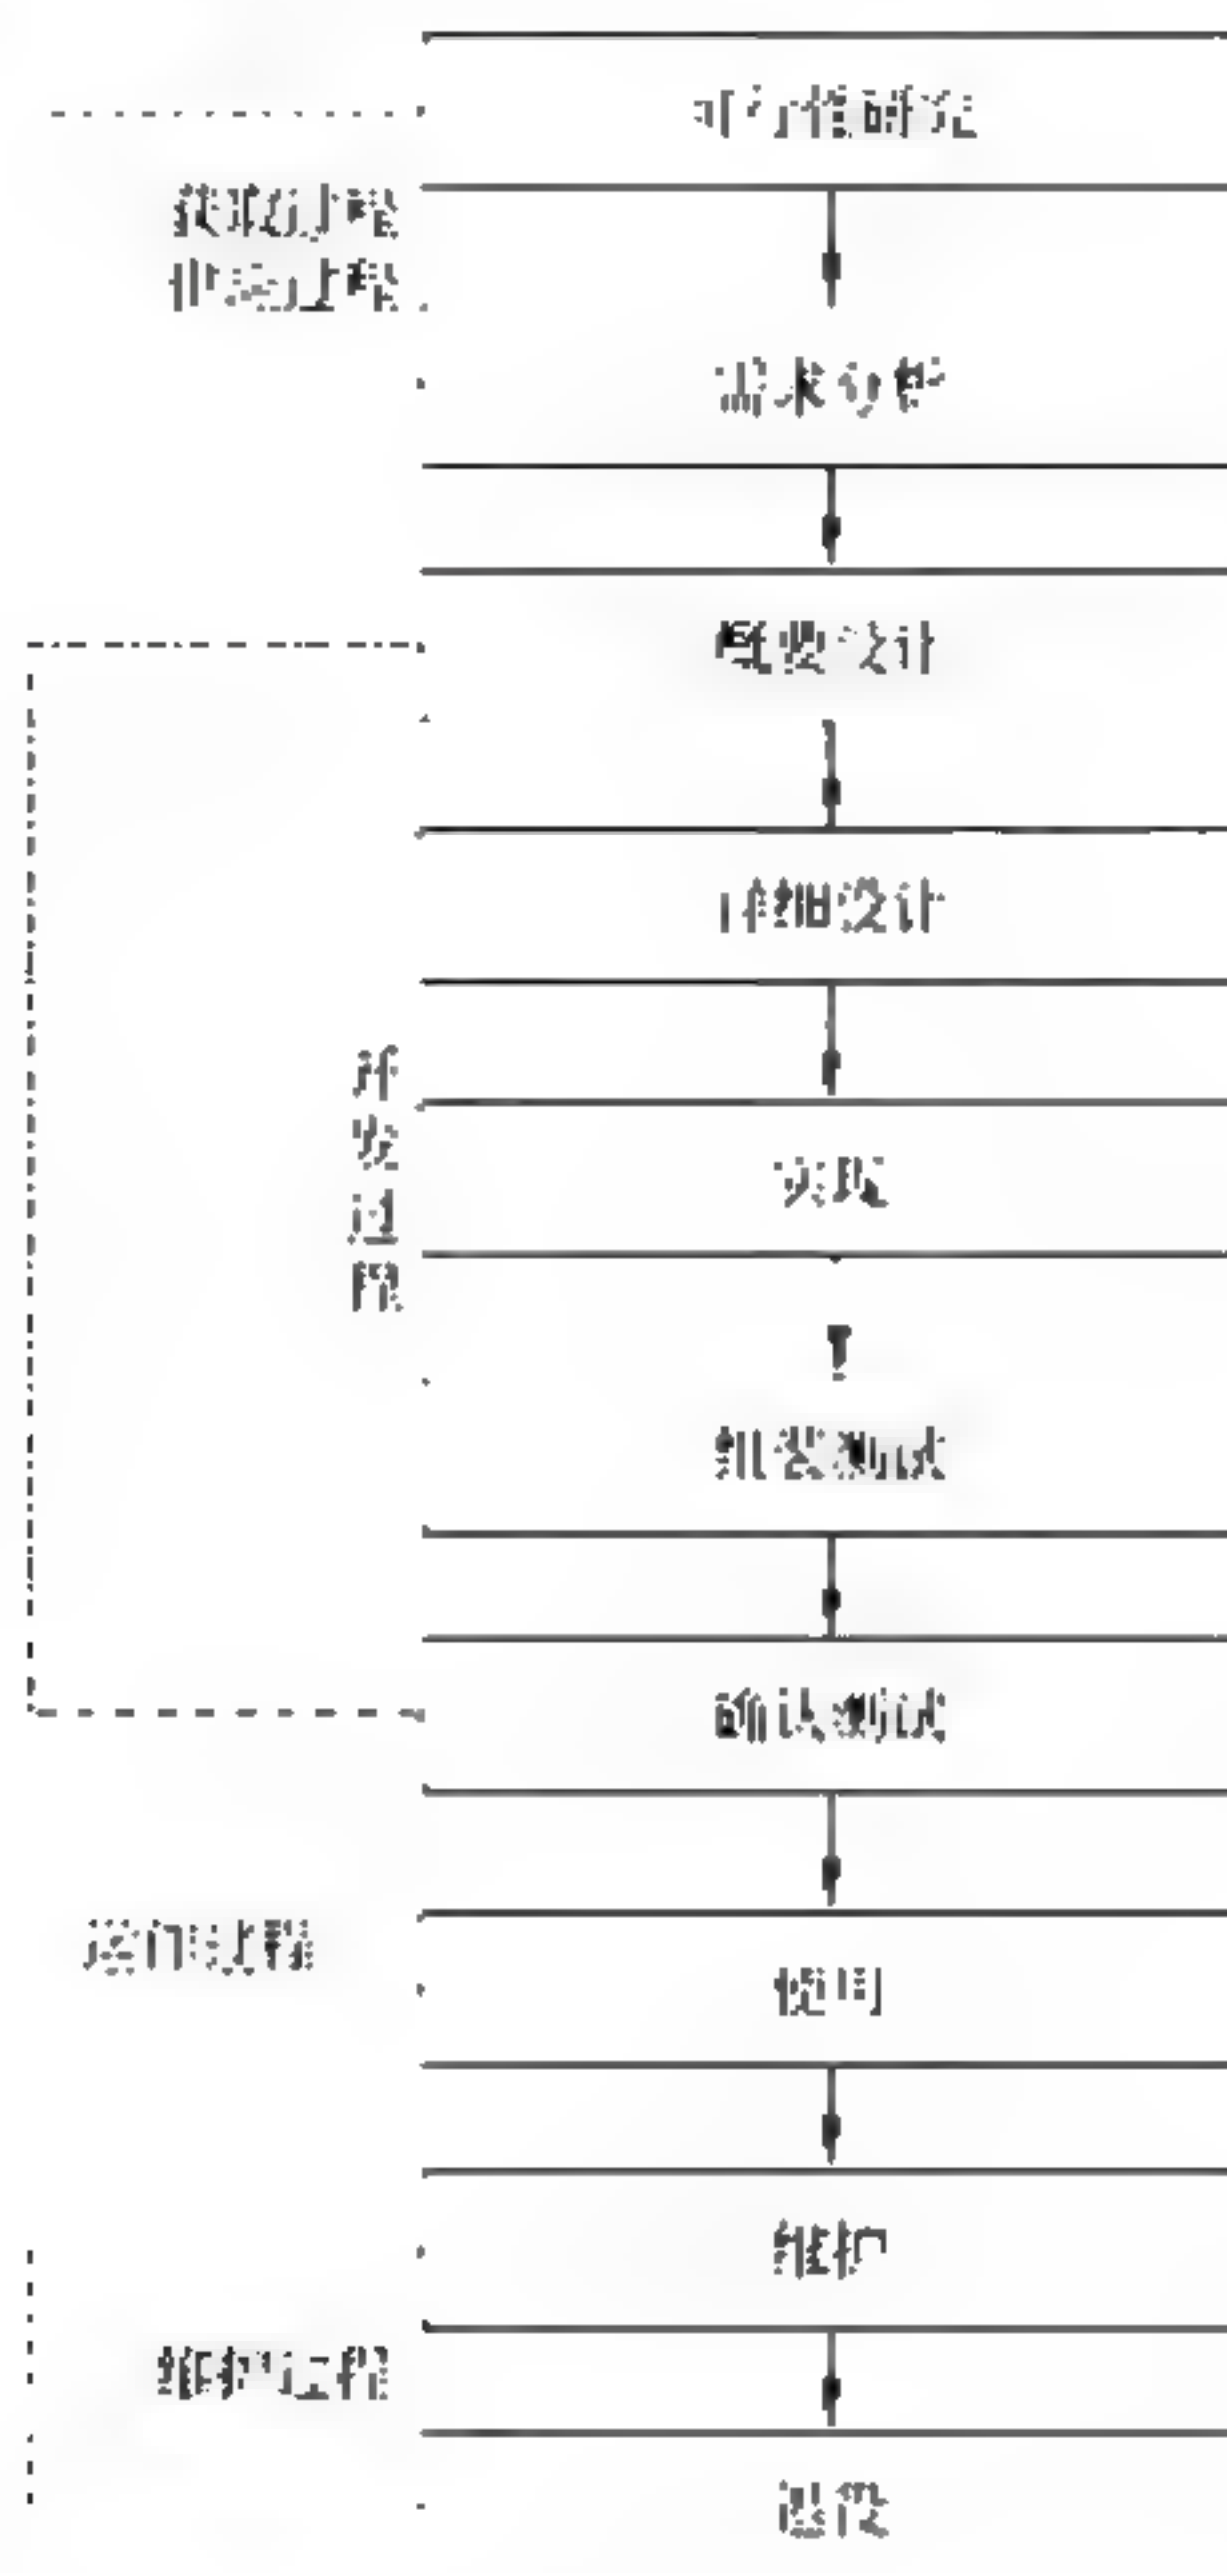 可行性研究
获取过程
供应过程
需求分析
概要设计
详细设计
开
发
过
程
实现
组装测试
确认测试
运作过程
使用
维护
维护过程
退役